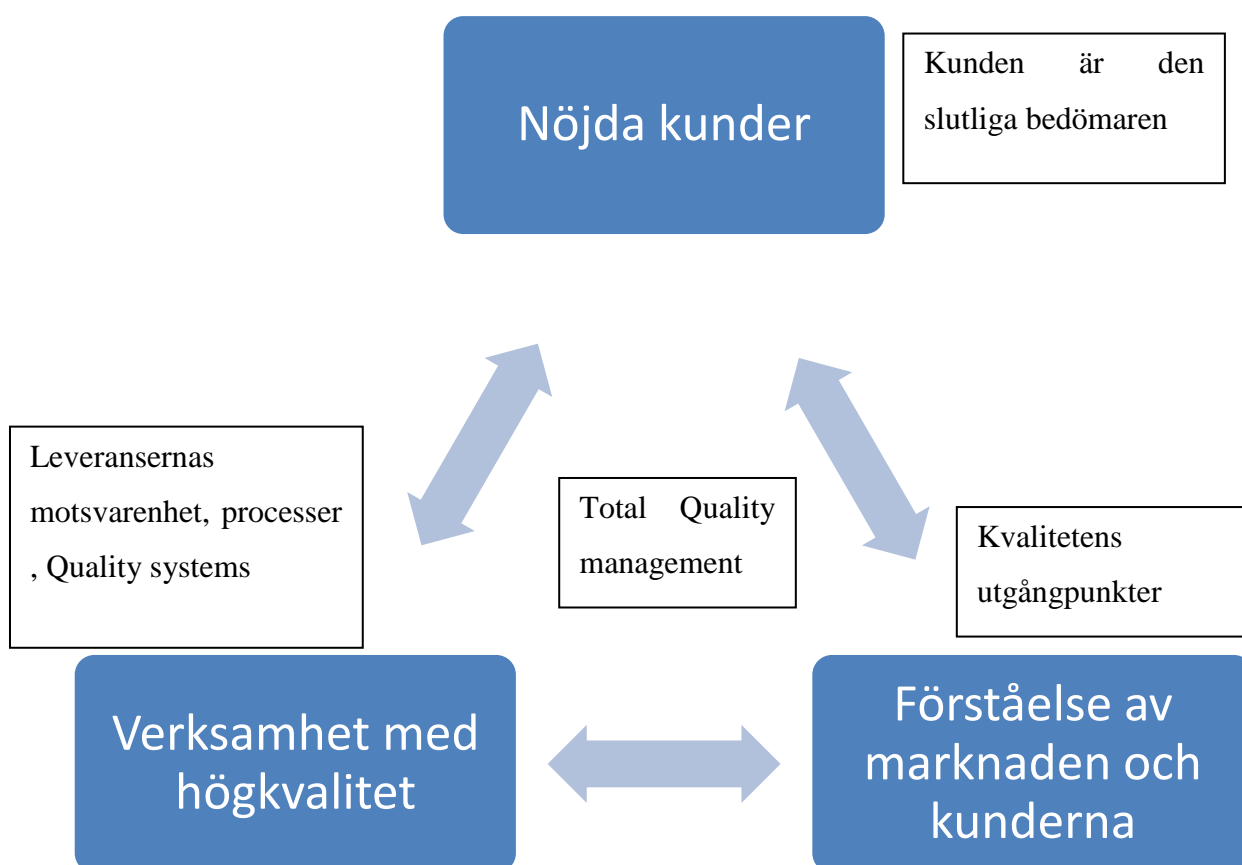 Nöjda kunder
Kunden är den
slutliga bedömaren
Leveransernas
motsvarenhet, processer
, Quality systems
Total Quality
management
Kvalitetens
utgångpunkter
Verksamhet med
högkvalitet
Förståelse av
marknaden och
kunderna